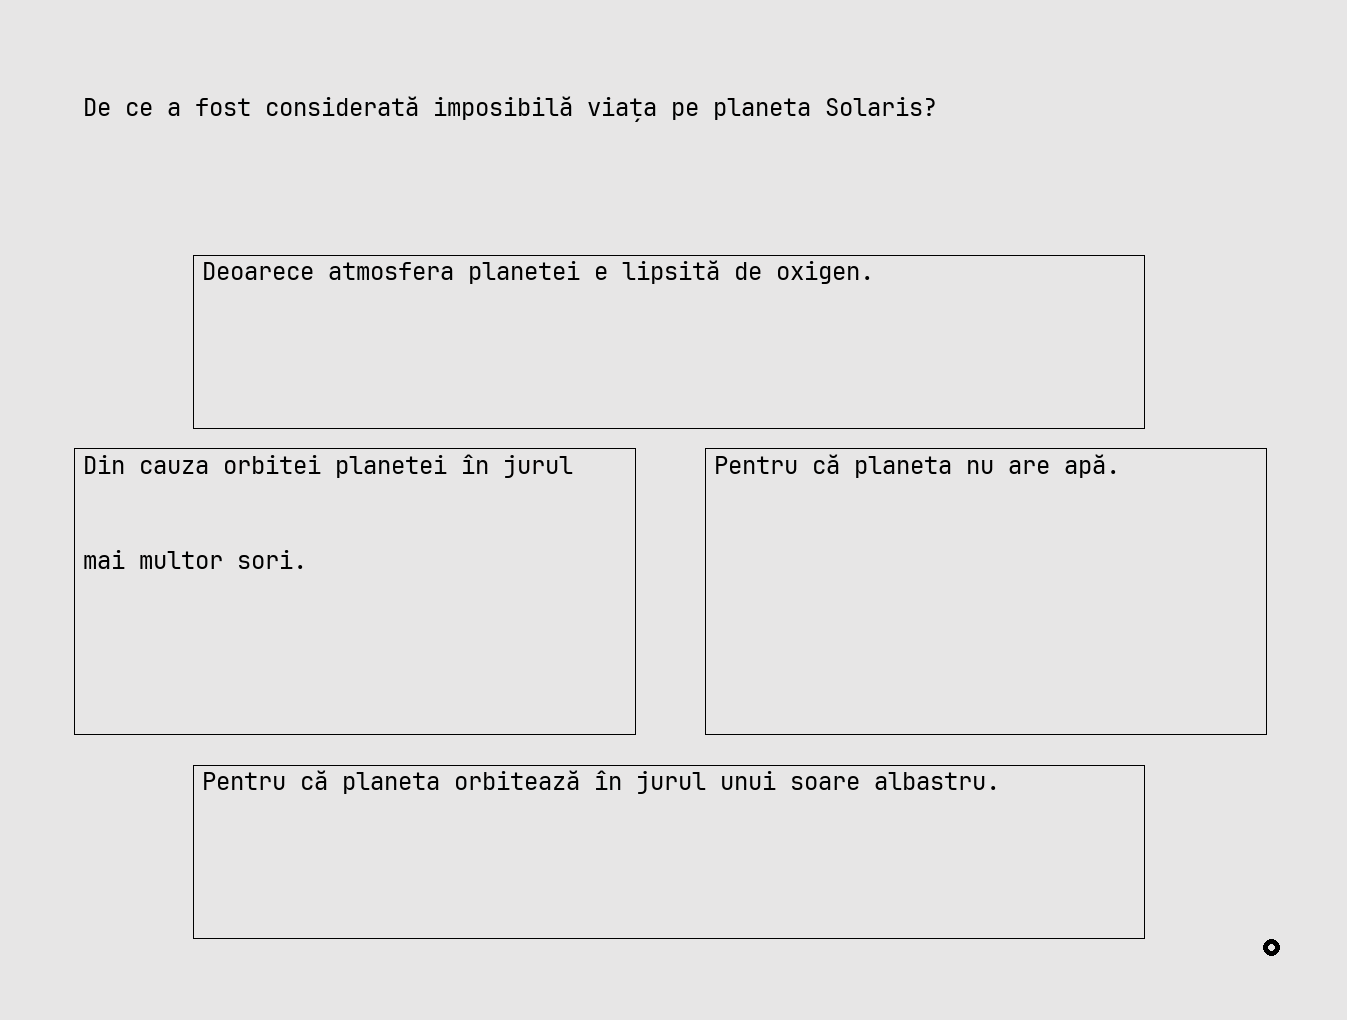 De ce a fost considerată imposibilă viața pe planeta Solaris?
Deoarece atmosfera planetei e lipsită de oxigen.
Din cauza orbitei planetei în jurul
mai multor sori.
Pentru că planeta nu are apă.
Pentru că planeta orbitează în jurul unui soare albastru.